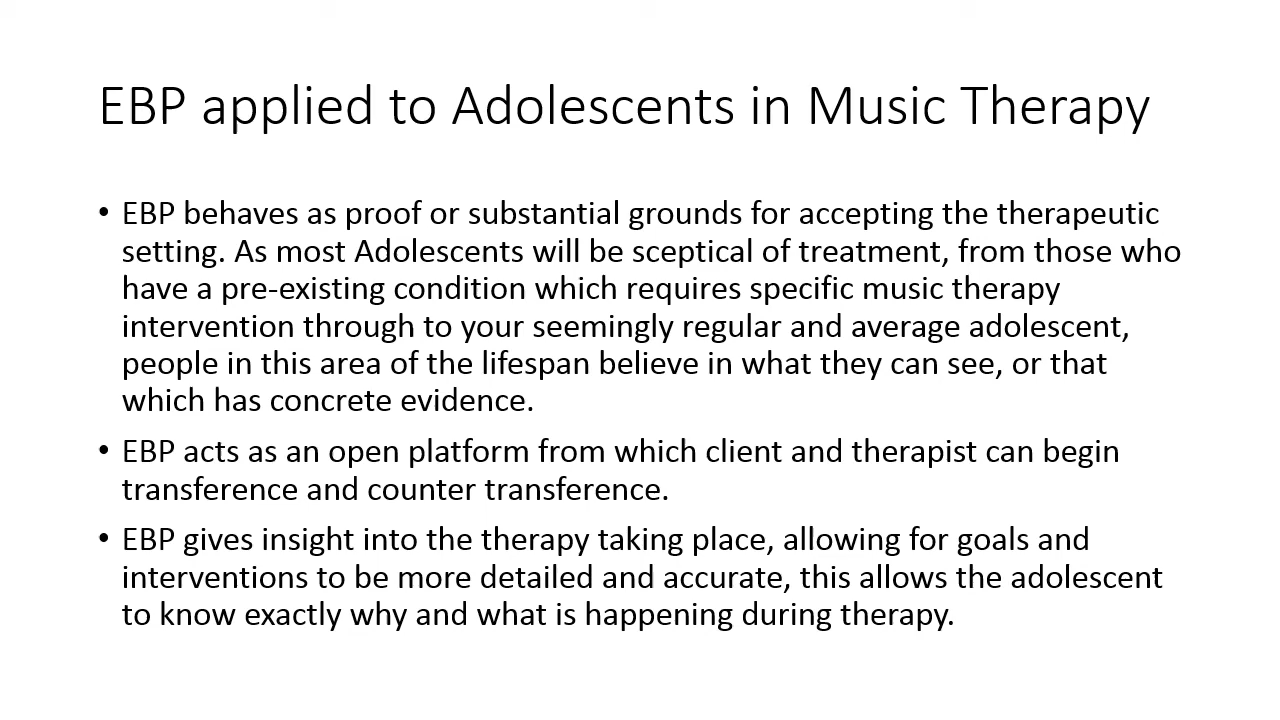 EBP applied to Adolescents in Music Therapy
• EBP behaves as proof or substantial grounds for accepting the therapeutic
setting. As most Adolescents will be sceptical of treatment, from those who
have a pre-existing condition which requires specific music therapy
intervention through to your seemingly regular and average adolescent,
people in this area of the lifespan believe in what they can see, or that
which has concrete evidence.
• EBP acts as an open platform from which client and therapist can begin
transference and counter transference.
• EBP gives insight into the therapy taking place, allowing for goals and
interventions to be more detailed and accurate, this allows the adolescent
to know exactly why and what is happening during therapy.